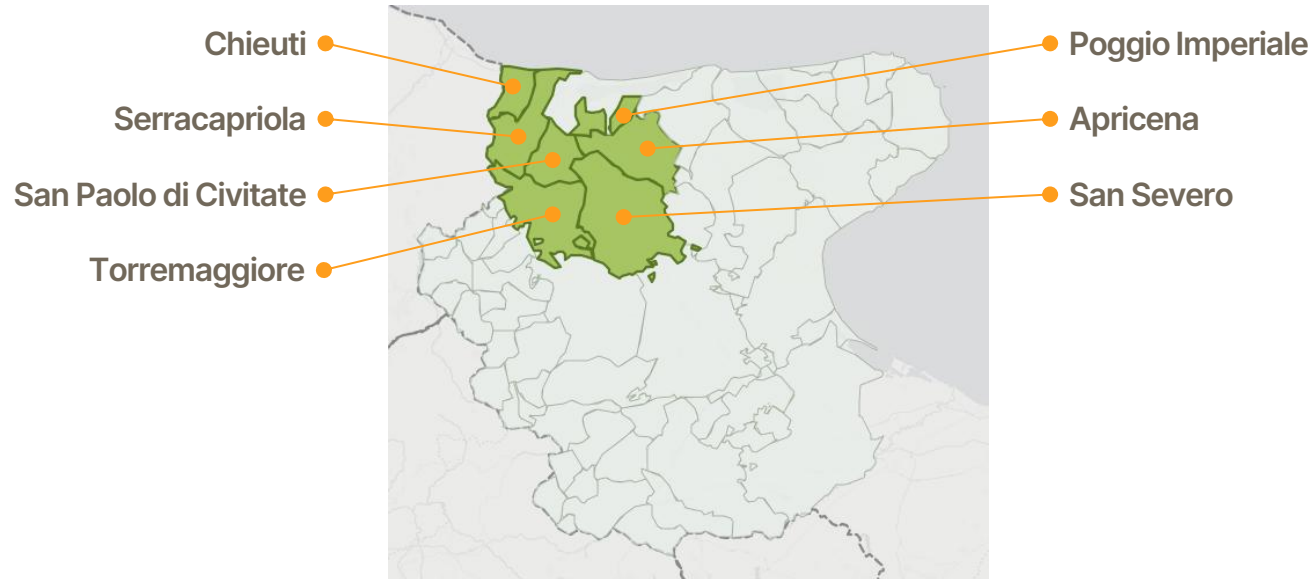 Chieuti
Serracapriola
San Paolo di Civitate
Torremaggiore
Poggio Imperiale
Apricena
San Severo